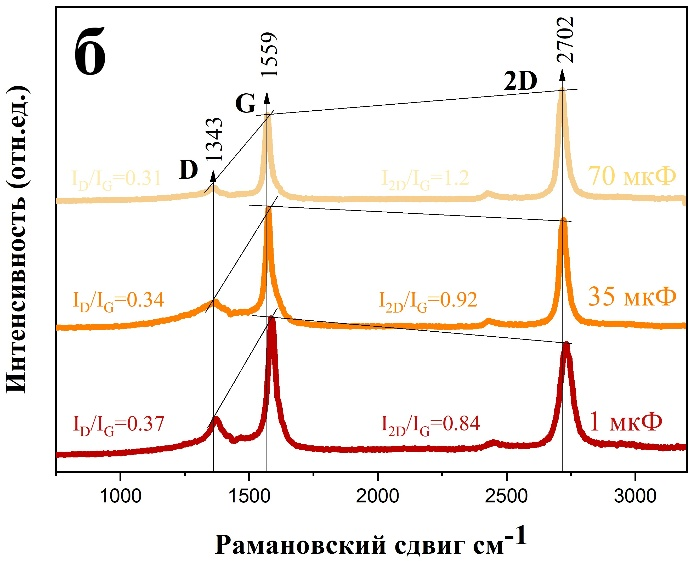 б
1343
1559
2702
D
G
2D
I_D/I_G=0.31
I_2D/I_G=1.2
70 мкФ
I_D/I_G=0.34
I_2D/I_G=0.92
35 мкФ
I_D/I_G=0.37
I_2D/I_G=0.84
1 мкФ
Интенсивность (отн.ед.)
1000 1500 2000 2500 3000
Рамановский сдвиг см⁻¹